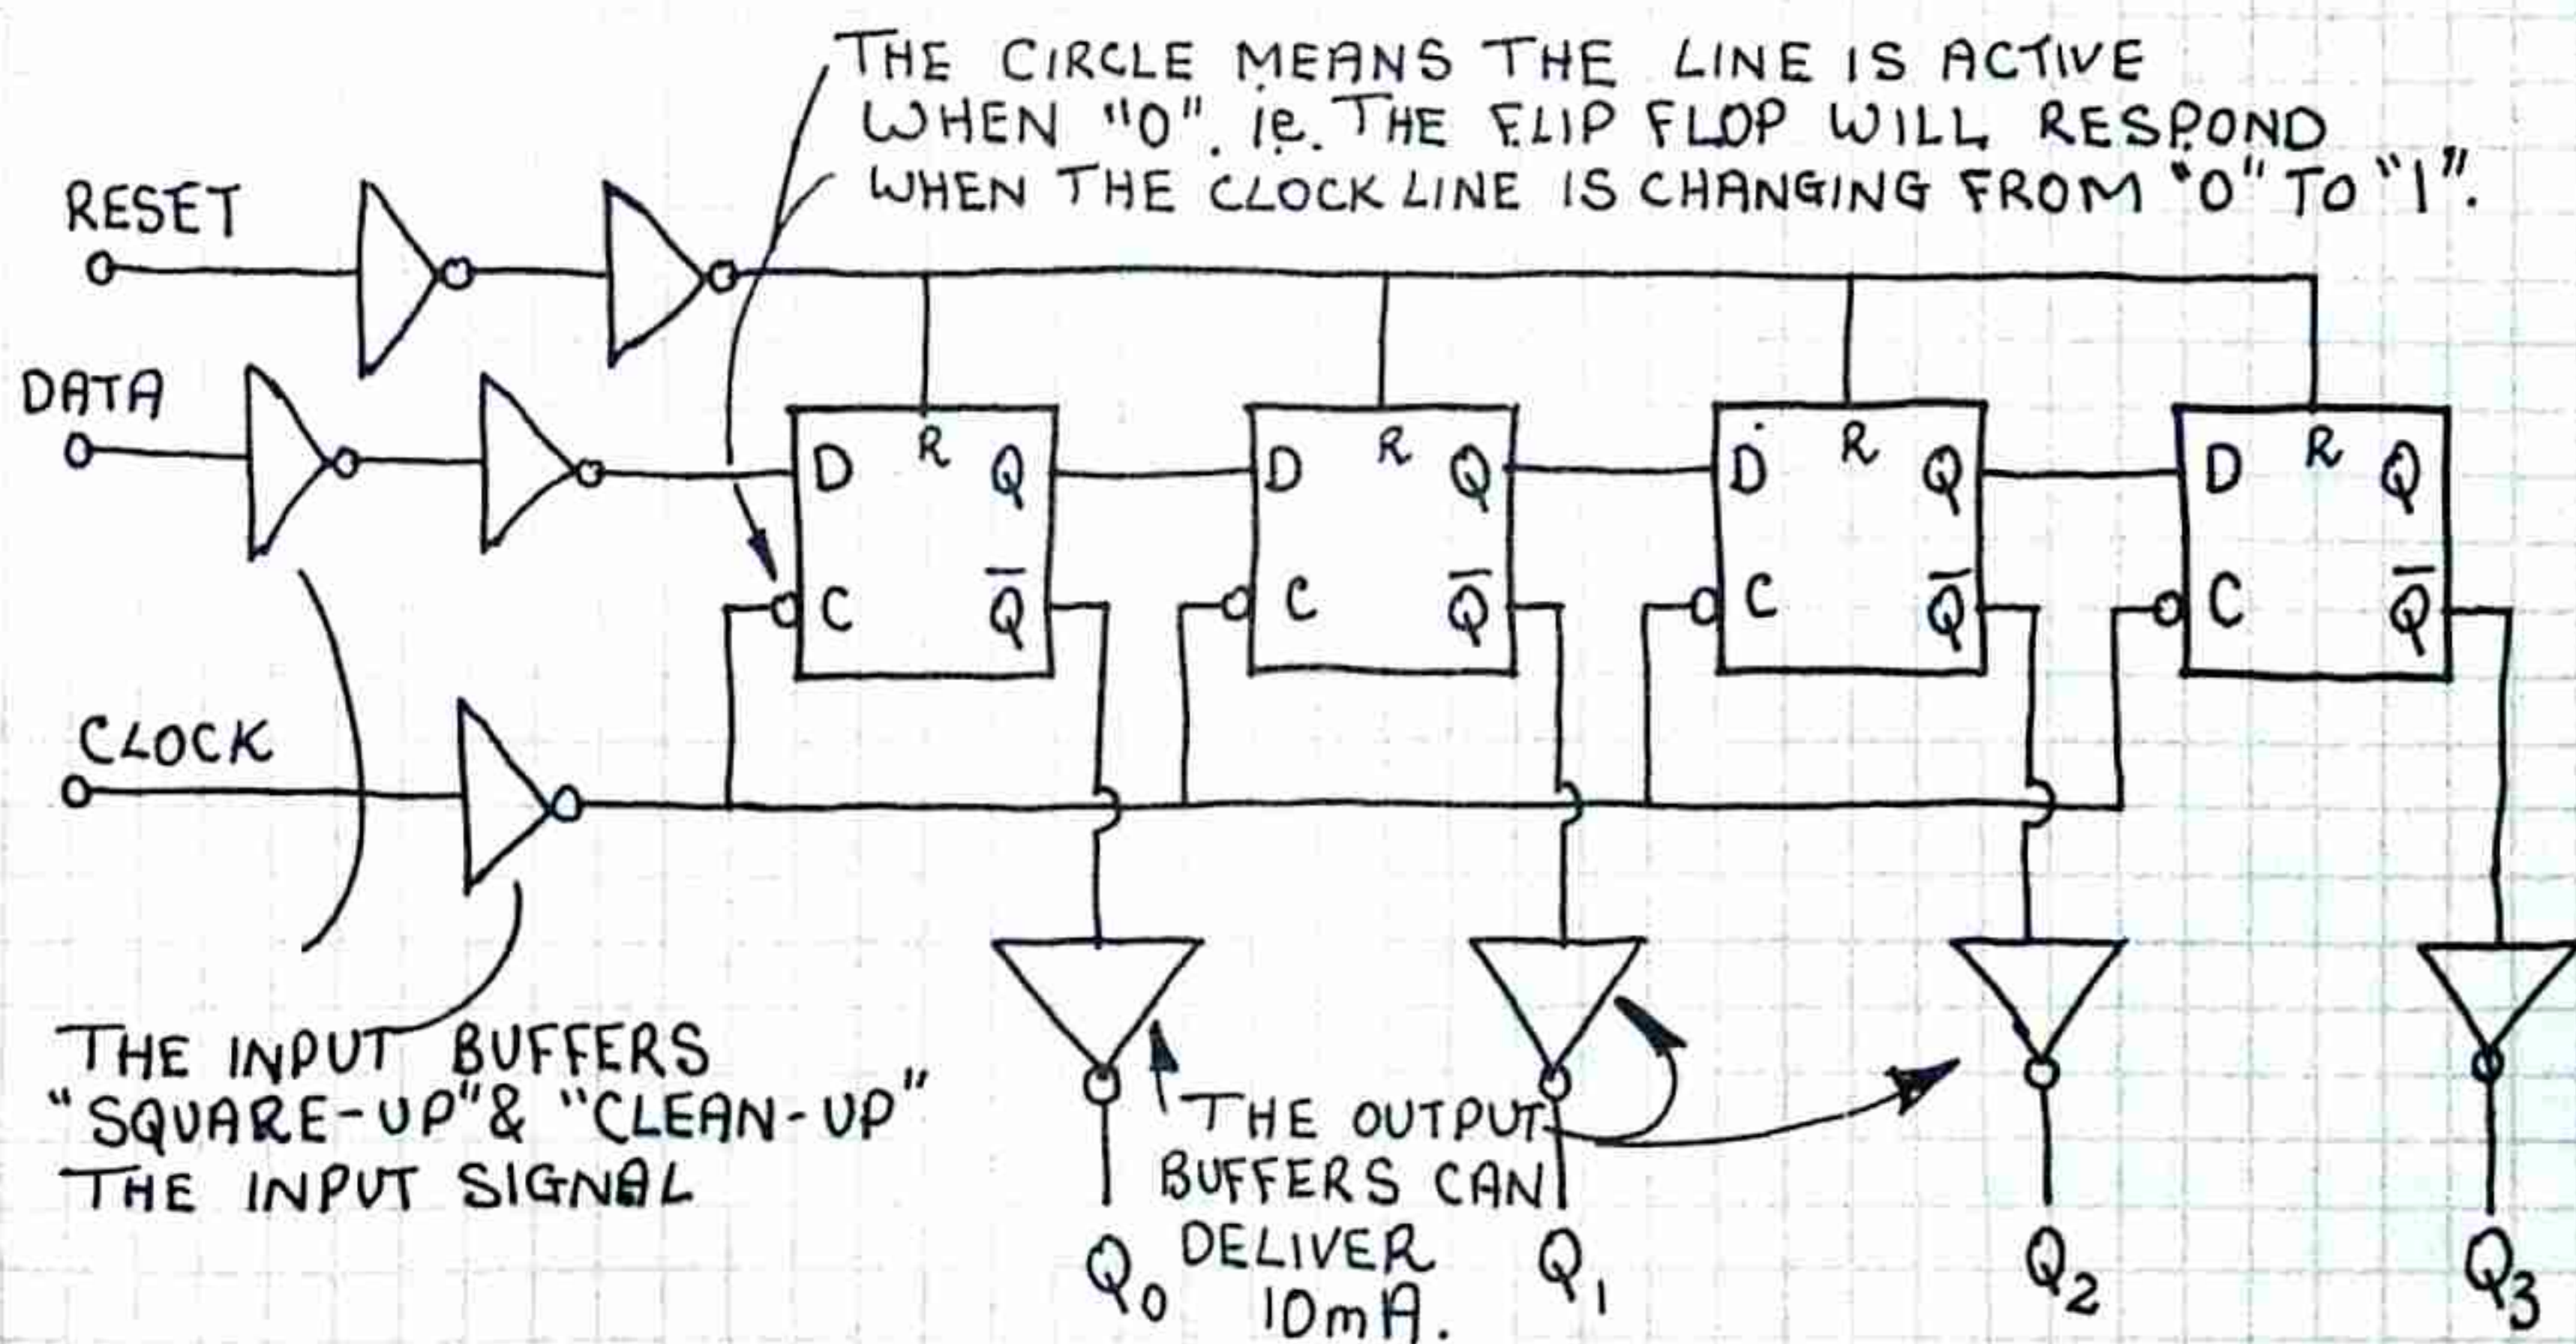 THE CIRCLE MEANS THE LINE IS ACTIVE
WHEN "0". ie. THE FLIP FLOP WILL RESPOND
WHEN THE CLOCK LINE IS CHANGING FROM "0" TO "1".
RESET
DATA
D R Q
C Q̅
D R Q
C Q̅
D R Q
C Q̅
D R Q
C Q̅
CLOCK
THE INPUT BUFFERS
"SQUARE-UP" & "CLEAN-UP"
THE INPUT SIGNAL
THE OUTPUT
BUFFERS CAN
DELIVER
10mA.
Q0
Q1
Q2
Q3